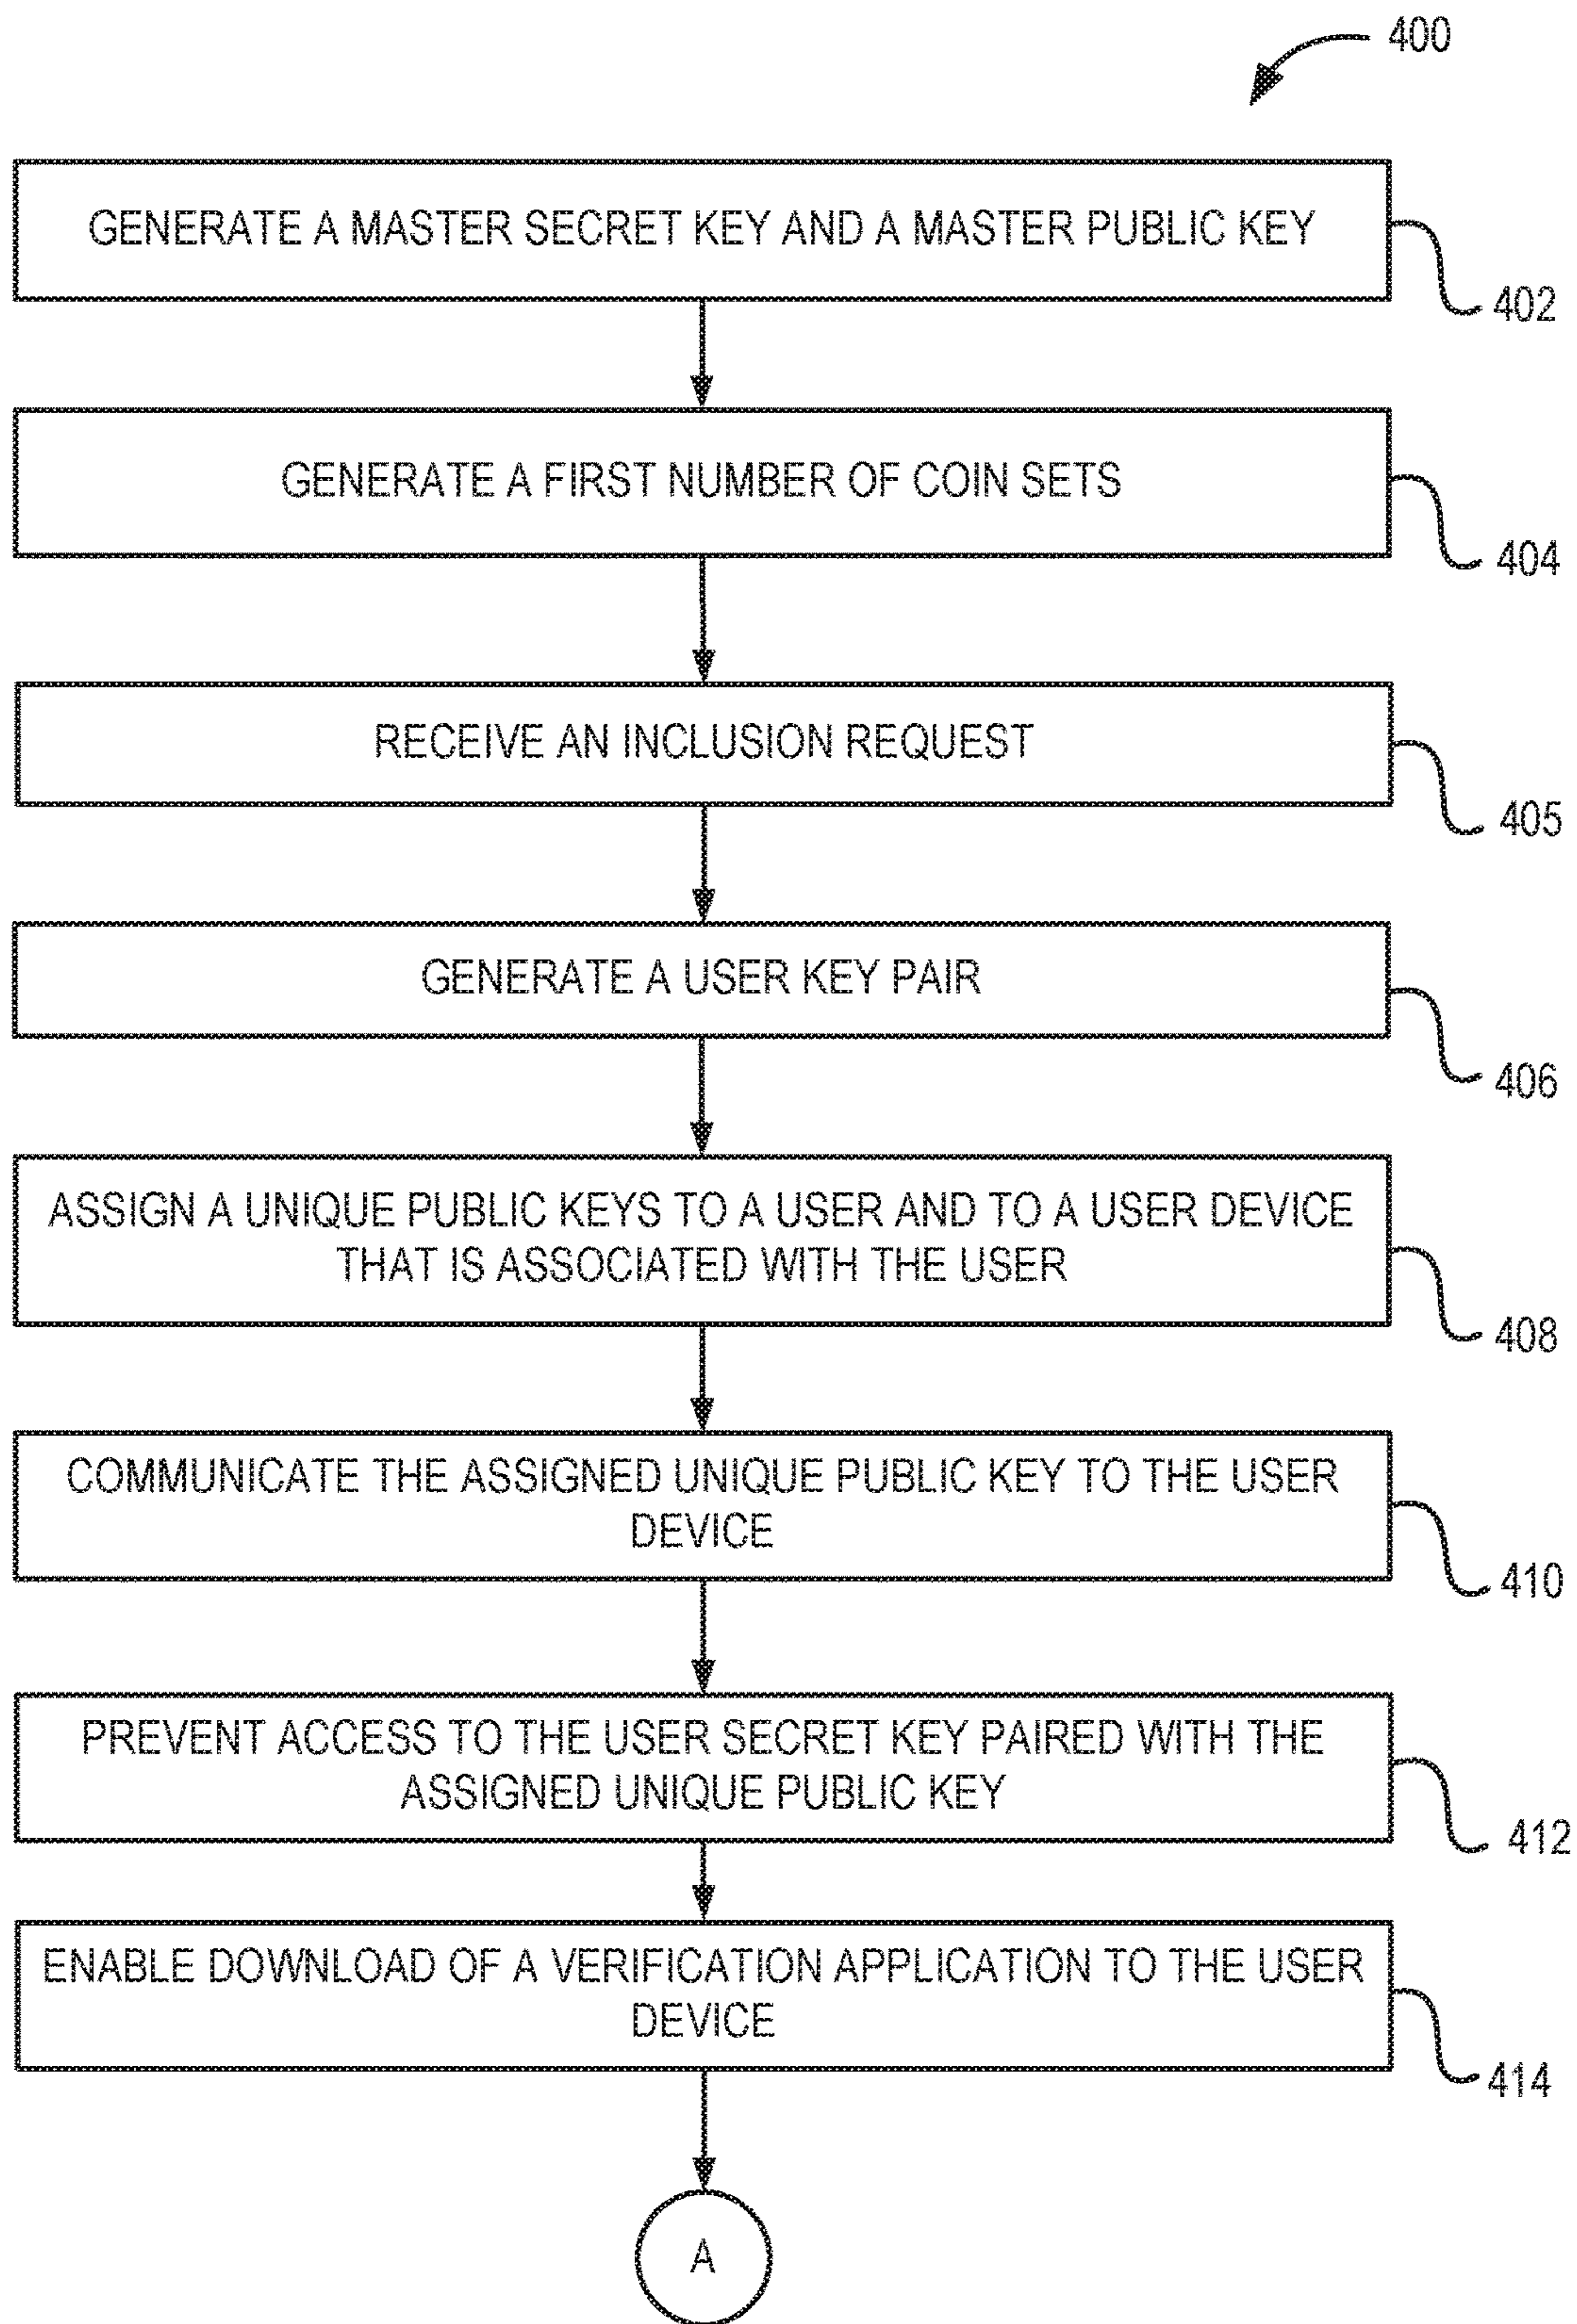 400
GENERATE A MASTER SECRET KEY AND A MASTER PUBLIC KEY
402
GENERATE A FIRST NUMBER OF COIN SETS
404
RECEIVE AN INCLUSION REQUEST
405
GENERATE A USER KEY PAIR
406
ASSIGN A UNIQUE PUBLIC KEYS TO A USER AND TO A USER DEVICE
THAT IS ASSOCIATED WITH THE USER
408
COMMUNICATE THE ASSIGNED UNIQUE PUBLIC KEY TO THE USER
DEVICE
410
PREVENT ACCESS TO THE USER SECRET KEY PAIRED WITH THE
ASSIGNED UNIQUE PUBLIC KEY
412
ENABLE DOWNLOAD OF A VERIFICATION APPLICATION TO THE USER
DEVICE
414
A